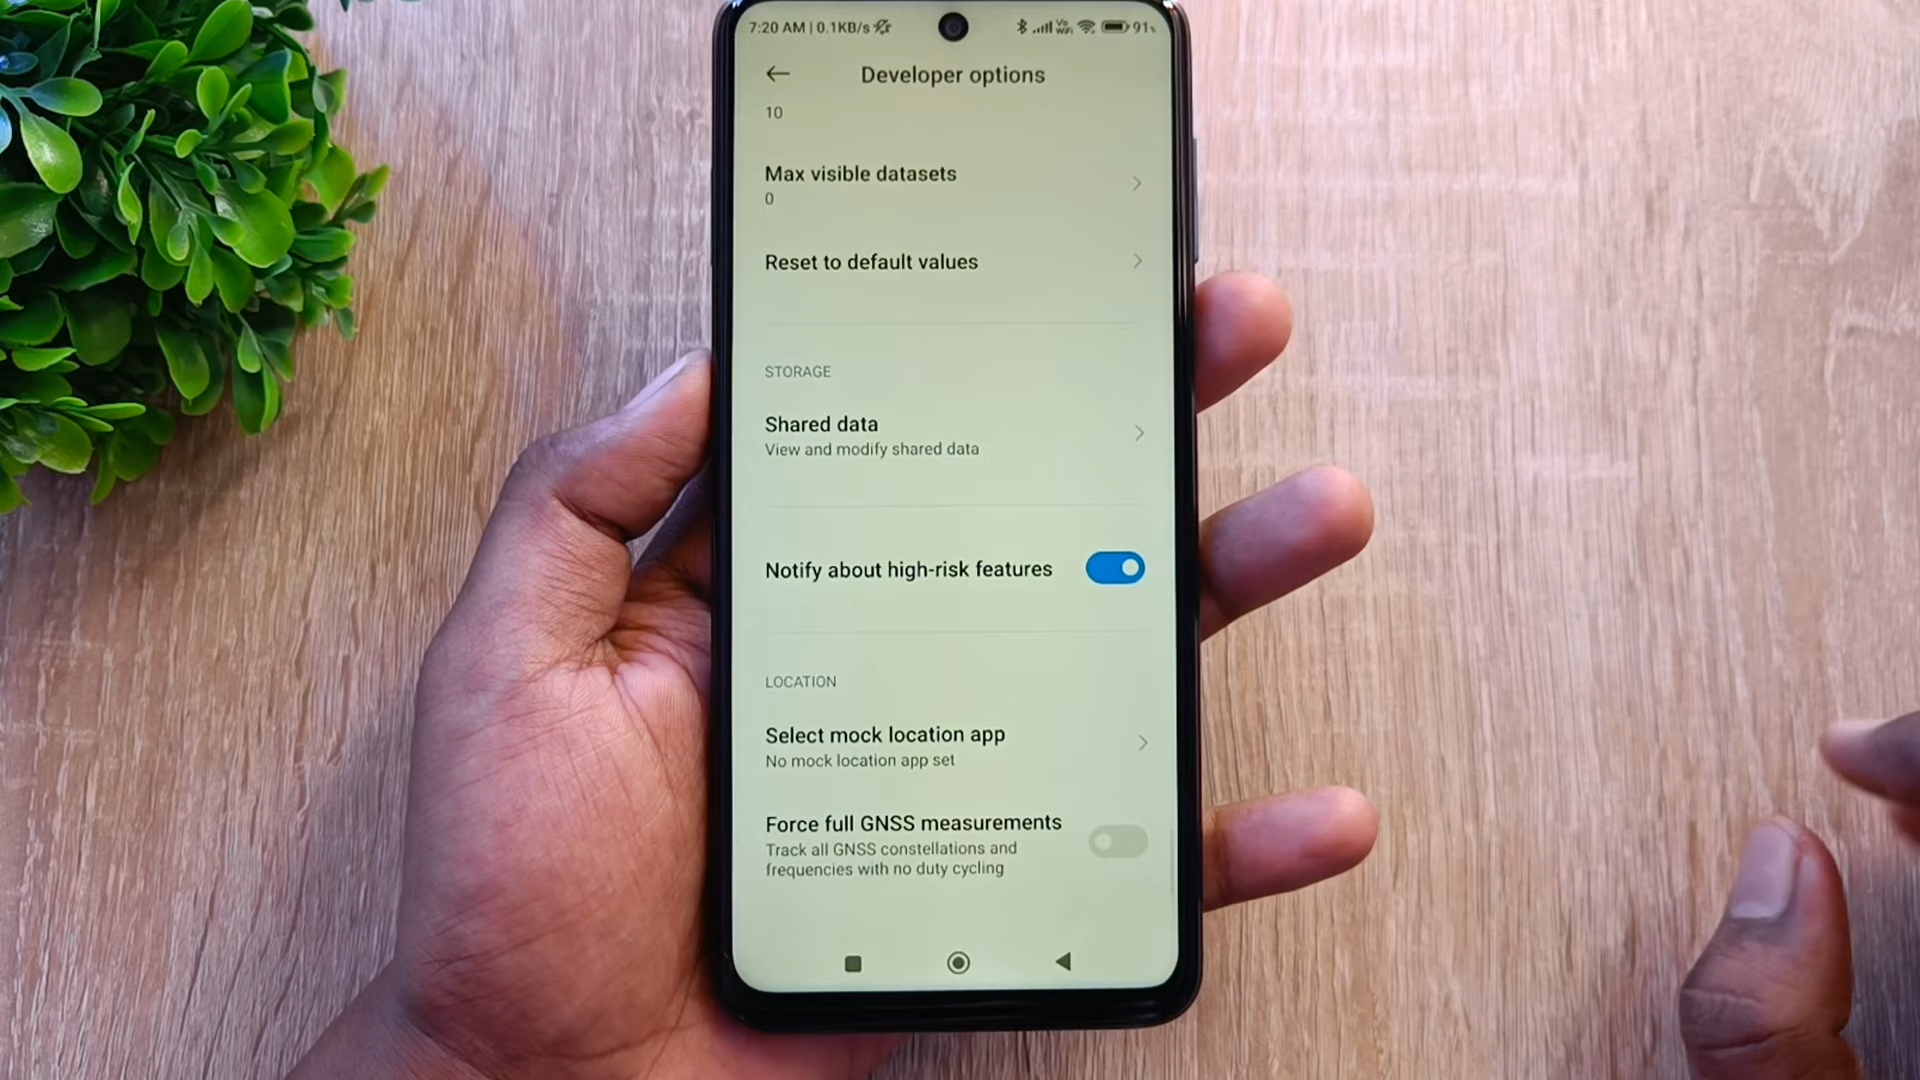 7:20 AM | 0.1KB/s
Vo
WiFi
91%
Developer options
10
Max visible datasets
0
Reset to default values
STORAGE
Shared data
View and modify shared data
Notify about high-risk features
LOCATION
Select mock location app
No mock location app set
Force full GNSS measurements
Track all GNSS constellations and
frequencies with no duty cycling